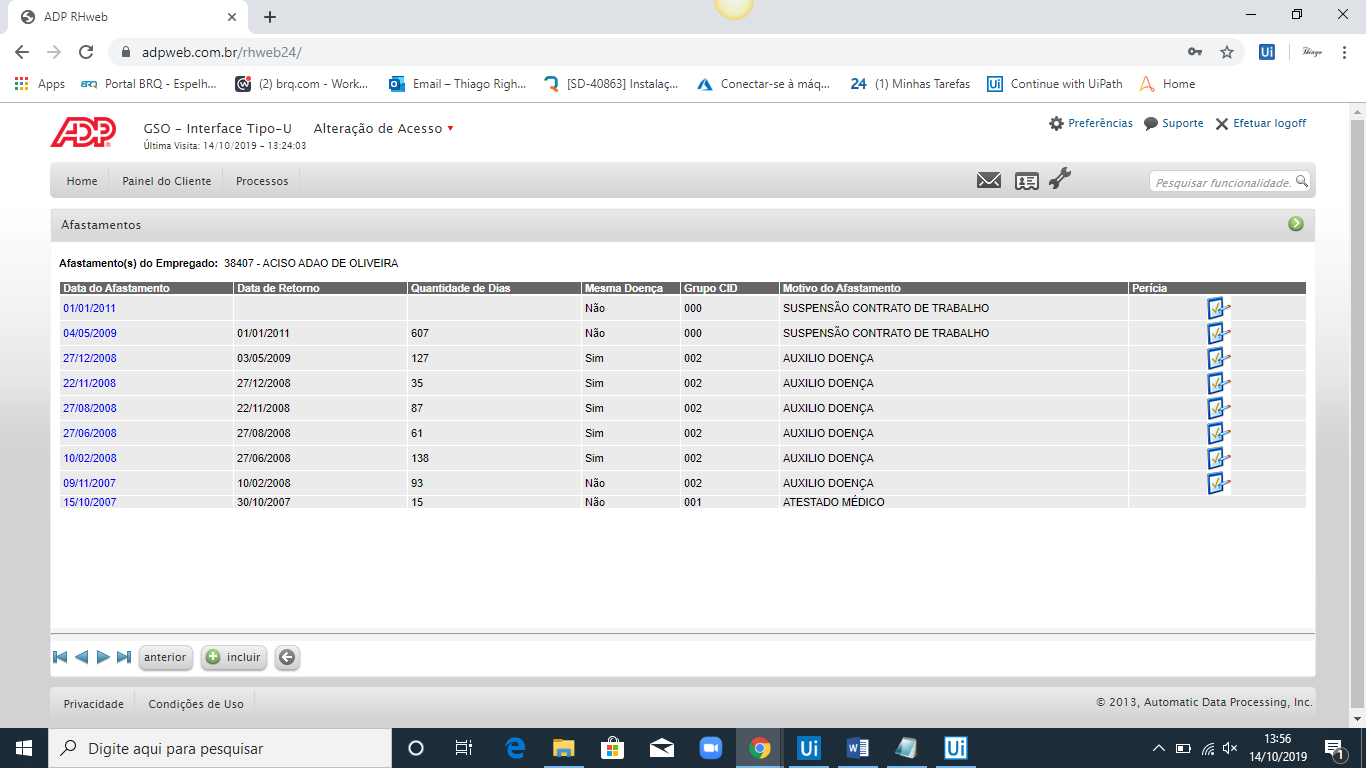 ADP RHweb
adpweb.com.br/rhweb24/
Ui
Thiago
Apps
BRQ
Portal BRQ - Espelh...
(2) brq.com - Work...
Email – Thiago Righ...
[SD-40863] Instalaç...
Conectar-se à máq...
24 (1) Minhas Tarefas
Ui Continue with UiPath
Home
ADP
GSO - Interface Tipo-U
Alteração de Acesso
Última Visita: 14/10/2019 - 13:24:03
Preferências
Suporte
Efetuar logoff
Home
Painel do Cliente
Processos
Pesquisar funcionalidade.
Afastamentos
Afastamento(s) do Empregado: 38407 - ACISO ADAO DE OLIVEIRA
Data do Afastamento Data de Retorno Quantidade de Dias Mesma Doença Grupo CID Motivo do Afastamento Perícia
01/01/2011 Não 000 SUSPENSÃO CONTRATO DE TRABALHO
04/05/2009 01/01/2011 607 Não 000 SUSPENSÃO CONTRATO DE TRABALHO
27/12/2008 03/05/2009 127 Sim 002 AUXILIO DOENÇA
22/11/2008 27/12/2008 35 Sim 002 AUXILIO DOENÇA
27/08/2008 22/11/2008 87 Sim 002 AUXILIO DOENÇA
27/06/2008 27/08/2008 61 Sim 002 AUXILIO DOENÇA
10/02/2008 27/06/2008 138 Sim 002 AUXILIO DOENÇA
09/11/2007 10/02/2008 93 Não 002 AUXILIO DOENÇA
15/10/2007 30/10/2007 15 Não 001 ATESTADO MÉDICO
anterior
incluir
Privacidade
Condições de Uso
© 2013, Automatic Data Processing, Inc.
Digite aqui para pesquisar
Ui
Ui
13:56
14/10/2019
1